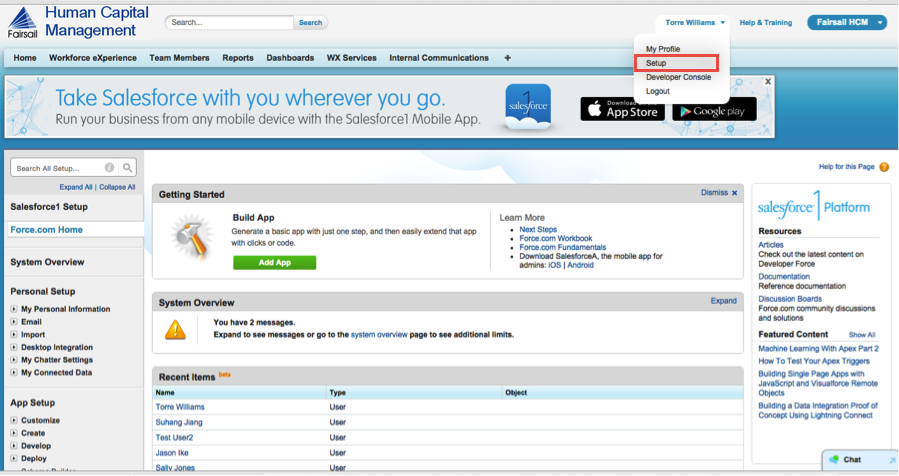 Fairsail
Human Capital
Management
Search...
Search
Torre Williams
Help & Training
Fairsail HCM
My Profile
Setup
Developer Console
Logout
Home Workforce eXperience Team Members Reports Dashboards WX Services Internal Communications +
Take Salesforce with you wherever you go.
Run your business from any mobile device with the Salesforce1 Mobile App.
salesforce
App Store
Google play
X
Search All Setup...
Expand All | Collapse All
Salesforce1 Setup
Force.com Home
System Overview
Personal Setup
My Personal Information
Email
Import
Desktop Integration
My Chatter Settings
My Connected Data
App Setup
Customize
Create
Develop
Deploy
Help for this Page ?
Getting Started
Dismiss x
Build App
Generate a basic app with just one step, and then easily extend that app
with clicks or code.
Add App
Learn More
Next Steps
Force.com Workbook
Force.com Fundamentals
Download SalesforceA, the mobile app for
admins: iOS | Android
System Overview
Expand
You have 2 messages.
Expand to see messages or go to the system overview page to see additional limits.
Recent Items beta
Name Type Object
Torre Williams User
Suhang Jiang User
Test User2 User
Jason Ike User
Sally Jones User
salesforce1 Platform
Resources
Articles
Check out the latest content on
Developer Force
Documentation
Reference documentation
Discussion Boards
Force.com community discussions
and solutions
Featured Content Show All
Machine Learning With Apex Part 2
How To Test Your Apex Triggers
Building Single Page Apps with
JavaScript and Visualforce Remote
Objects
Building a Data Integration Proof of
Concept Using Lightning Connect
Chat